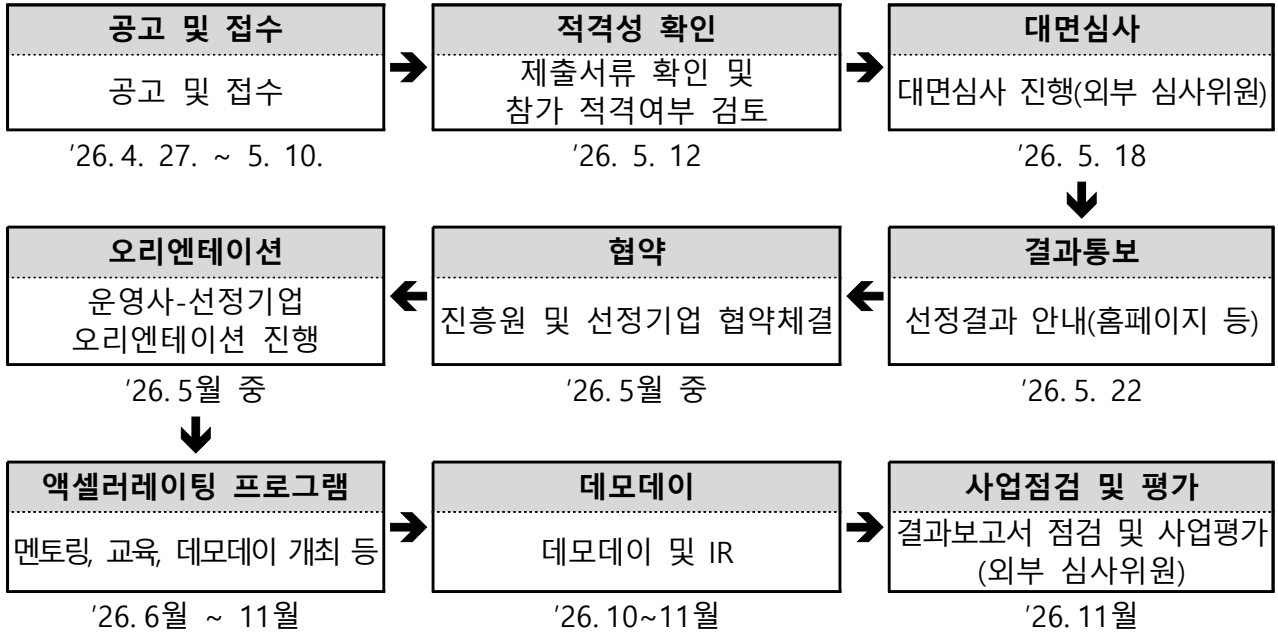 공고 및 접수
공고 및 접수
'26. 4. 27. ~ 5. 10.
적격성 확인
제출서류 확인 및
참가 적격여부 검토
'26. 5. 12
대면심사
대면심사 진행(외부 심사위원)
'26. 5. 18
결과통보
선정결과 안내(홈페이지 등)
'26. 5. 22
협약
진흥원 및 선정기업 협약체결
'26. 5월 중
오리엔테이션
운영사-선정기업
오리엔테이션 진행
'26. 5월 중
액셀러레이팅 프로그램
멘토링, 교육, 데모데이 개최 등
'26. 6월 ~ 11월
데모데이
데모데이 및 IR
'26. 10~11월
사업점검 및 평가
결과보고서 점검 및 사업평가
(외부 심사위원)
'26. 11월